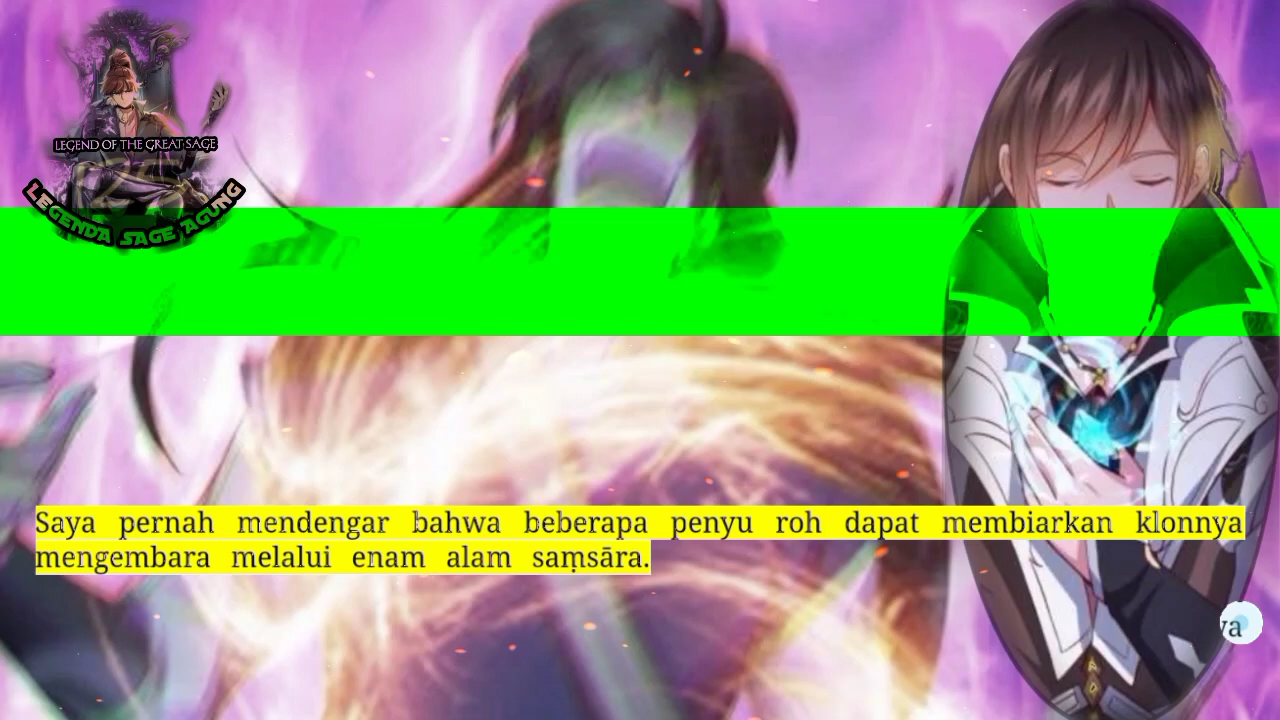 LEGEND OF THE GREAT SAGE
LEGENDA SAGE AGUNG
Saya pernah mendengar bahwa beberapa penyu roh dapat membiarkan klonnya
mengembara melalui enam alam saṃsāra.